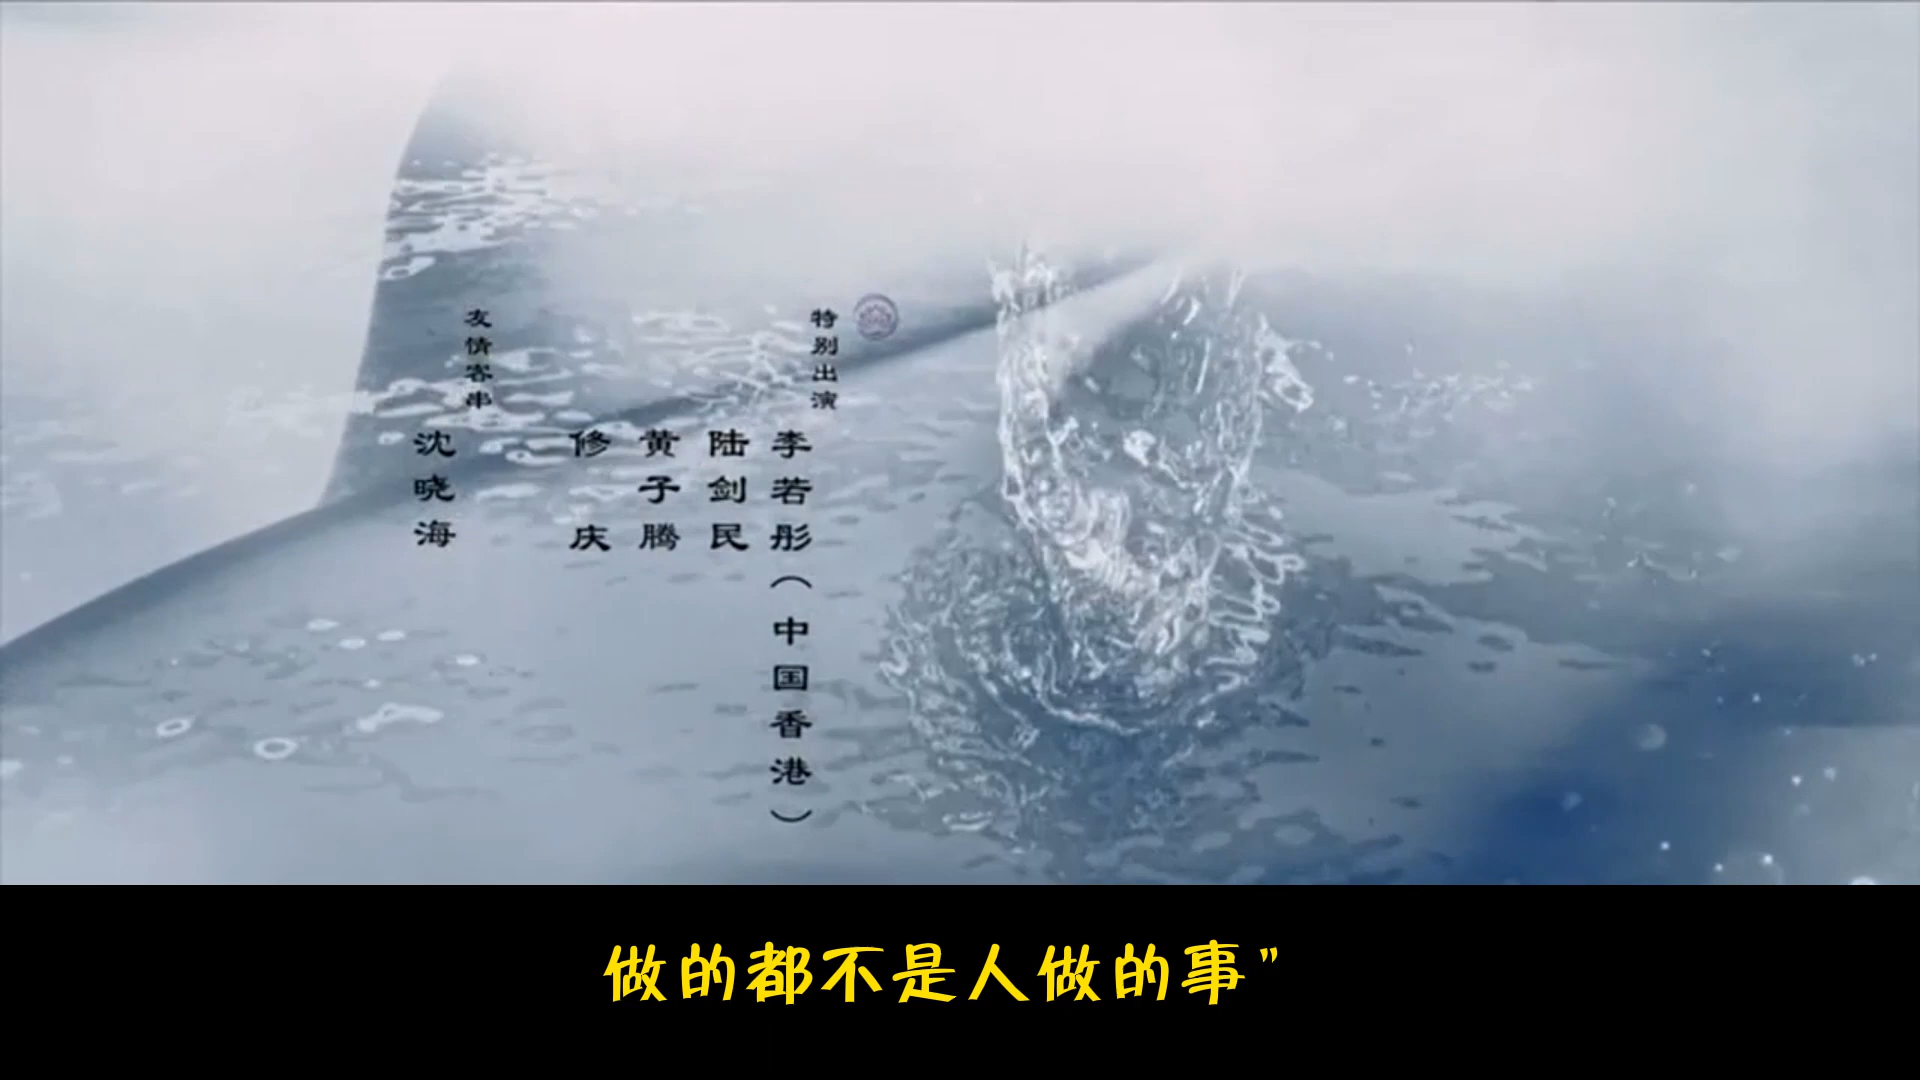 特别出演
李若彤（中国香港）
陆剑民
黄子腾
修庆
友情客串
沈晓海
做的都不是人做的事”